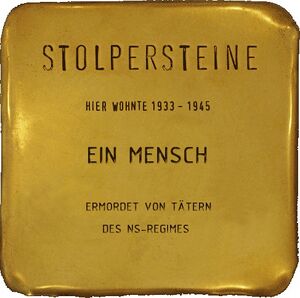 STOLPERSTEINE
HIER WOHNTE 1933 - 1945
EIN MENSCH
ERMORDET VON TÄTERN
DES NS-REGIMES